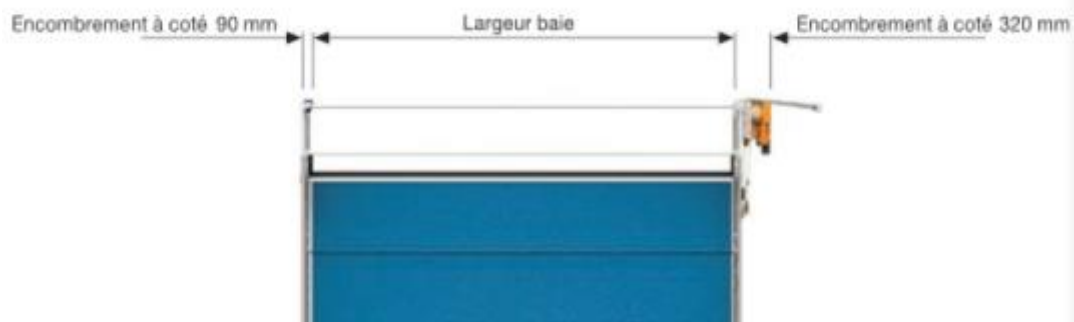 Encombrement à coté 90 mm
Largeur baie
Encombrement à coté 320 mm